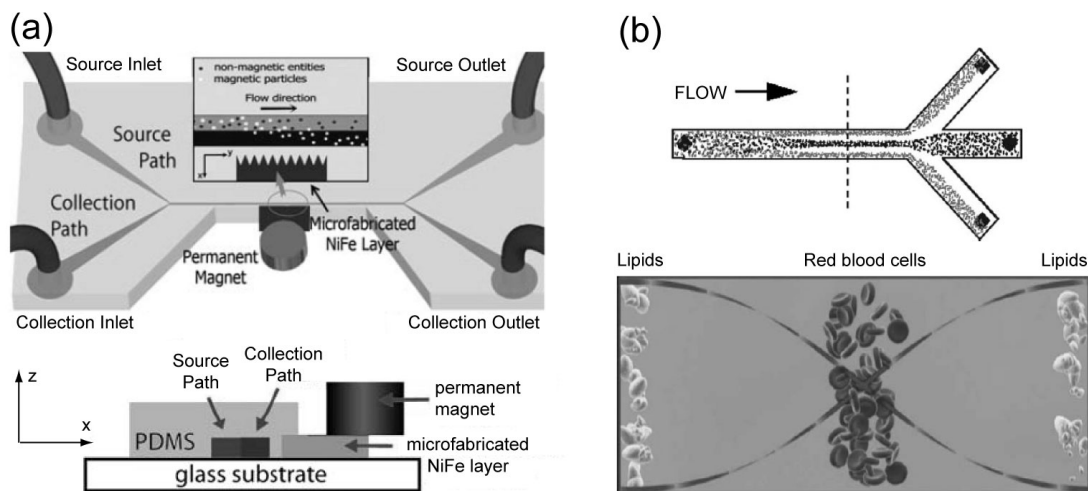 (a)
Source Inlet
Source Outlet
non-magnetic entities
magnetic particles
Flow direction
y
x
Source
Path
Collection
Path
Microfabricated
NiFe Layer
Permanent
Magnet
Collection Inlet
Collection Outlet
z
x
Source
Path
Collection
Path
permanent
magnet
PDMS
microfabricated
NiFe layer
glass substrate
(b)
FLOW
Lipids
Red blood cells
Lipids